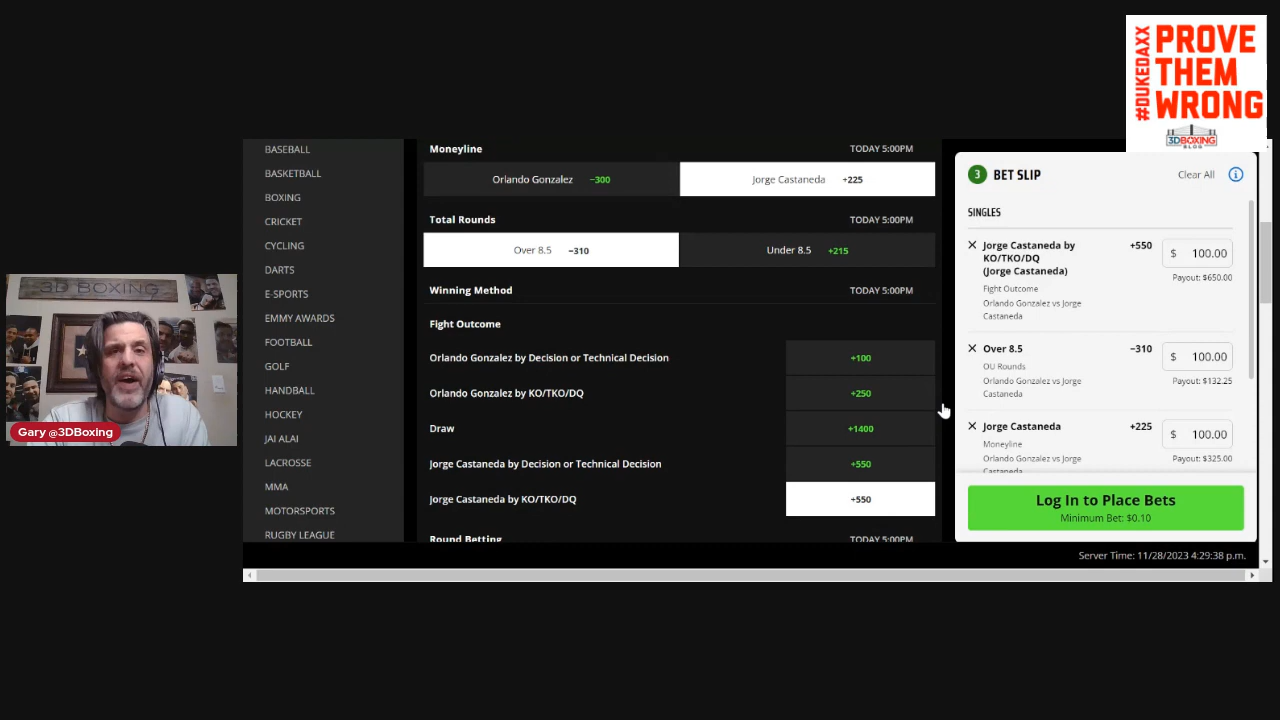 #DUKEDAXX
PROVE
THEM
WRONG
3DBOXING
BLOG
3D BOXING
Gary @3DBoxing
BASEBALL
BASKETBALL
BOXING
CRICKET
CYCLING
DARTS
E-SPORTS
EMMY AWARDS
FOOTBALL
GOLF
HANDBALL
HOCKEY
JAI ALAI
LACROSSE
MMA
MOTORSPORTS
RUGBY LEAGUE
Moneyline TODAY 5:00PM
Orlando Gonzalez −300 Jorge Castaneda +225
Total Rounds TODAY 5:00PM
Over 8.5 −310 Under 8.5 +215
Winning Method TODAY 5:00PM
Fight Outcome
Orlando Gonzalez by Decision or Technical Decision +100
Orlando Gonzalez by KO/TKO/DQ +250
Draw +1400
Jorge Castaneda by Decision or Technical Decision +550
Jorge Castaneda by KO/TKO/DQ +550
Round Betting TODAY 5:00PM
3 BET SLIP Clear All i
SINGLES
Jorge Castaneda by +550
KO/TKO/DQ $ 100.00
(Jorge Castaneda) Payout: $650.00
Fight Outcome
Orlando Gonzalez vs Jorge
Castaneda
Over 8.5 −310 $ 100.00
OU Rounds
Orlando Gonzalez vs Jorge Payout: $132.25
Castaneda
Jorge Castaneda +225 $ 100.00
Moneyline
Orlando Gonzalez vs Jorge Payout: $325.00
Castaneda
Log In to Place Bets
Minimum Bet: $0.10
Server Time: 11/28/2023 4:29:38 p.m.